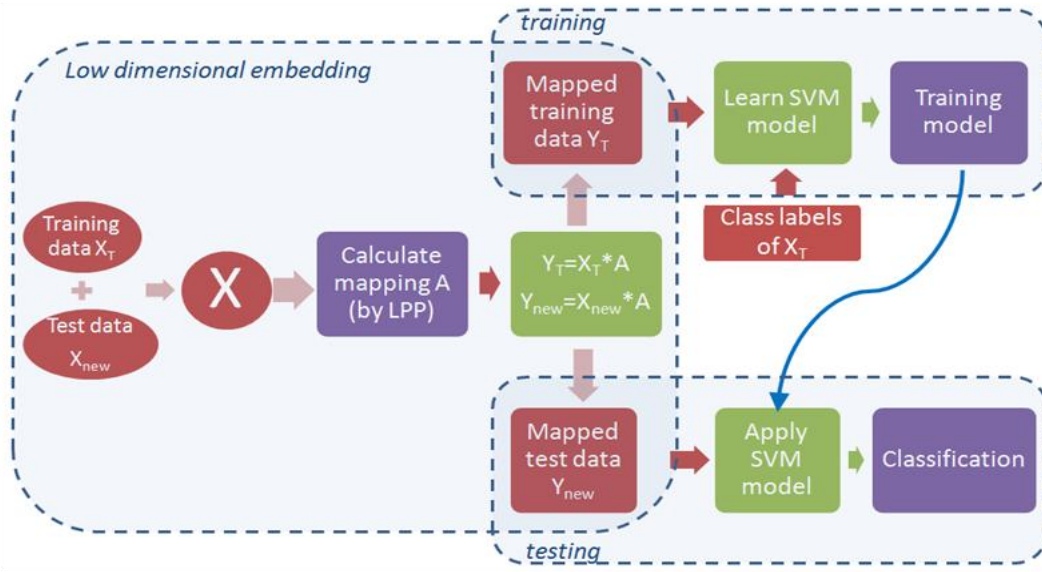 training
Low dimensional embedding
Mapped
training
data Y_T
Learn SVM
model
Training
model
Class labels
of X_T
Training
data X_T
+
Test data
X_new
X
Calculate
mapping A
(by LPP)
Y_T=X_T*A
Y_new=X_new*A
Mapped
test data
Y_new
Apply
SVM
model
Classification
testing